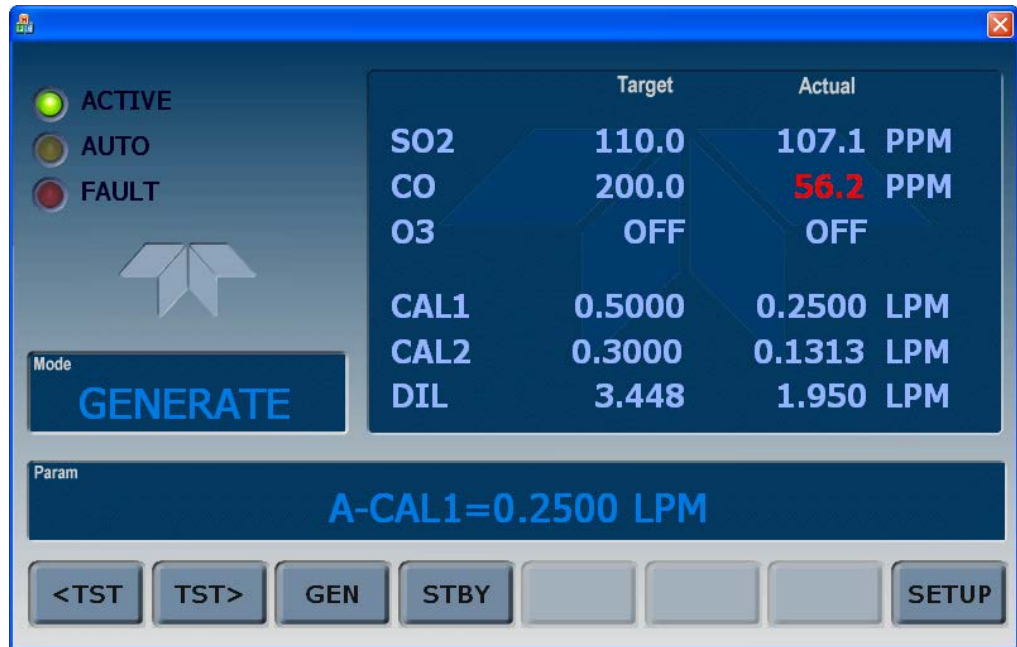 ACTIVE
AUTO
FAULT
Target Actual
SO2 110.0 107.1 PPM
CO 200.0 56.2 PPM
O3 OFF OFF
CAL1 0.5000 0.2500 LPM
CAL2 0.3000 0.1313 LPM
DIL 3.448 1.950 LPM
Mode
GENERATE
Param
A-CAL1=0.2500 LPM
<TST TST> GEN STBY SETUP